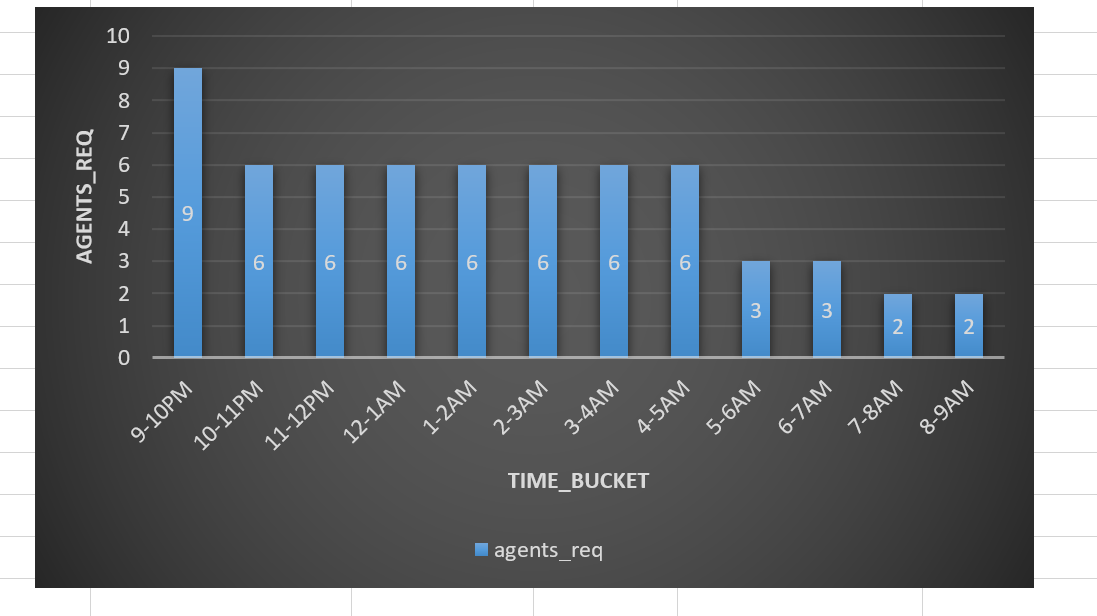 10
9
8
7
6
5
4
3
2
1
0
AGENTS_REQ
9
6
6
6
6
6
6
6
3
3
2
2
9-10PM
10-11PM
11-12PM
12-1AM
1-2AM
2-3AM
3-4AM
4-5AM
5-6AM
6-7AM
7-8AM
8-9AM
TIME_BUCKET
agents_req